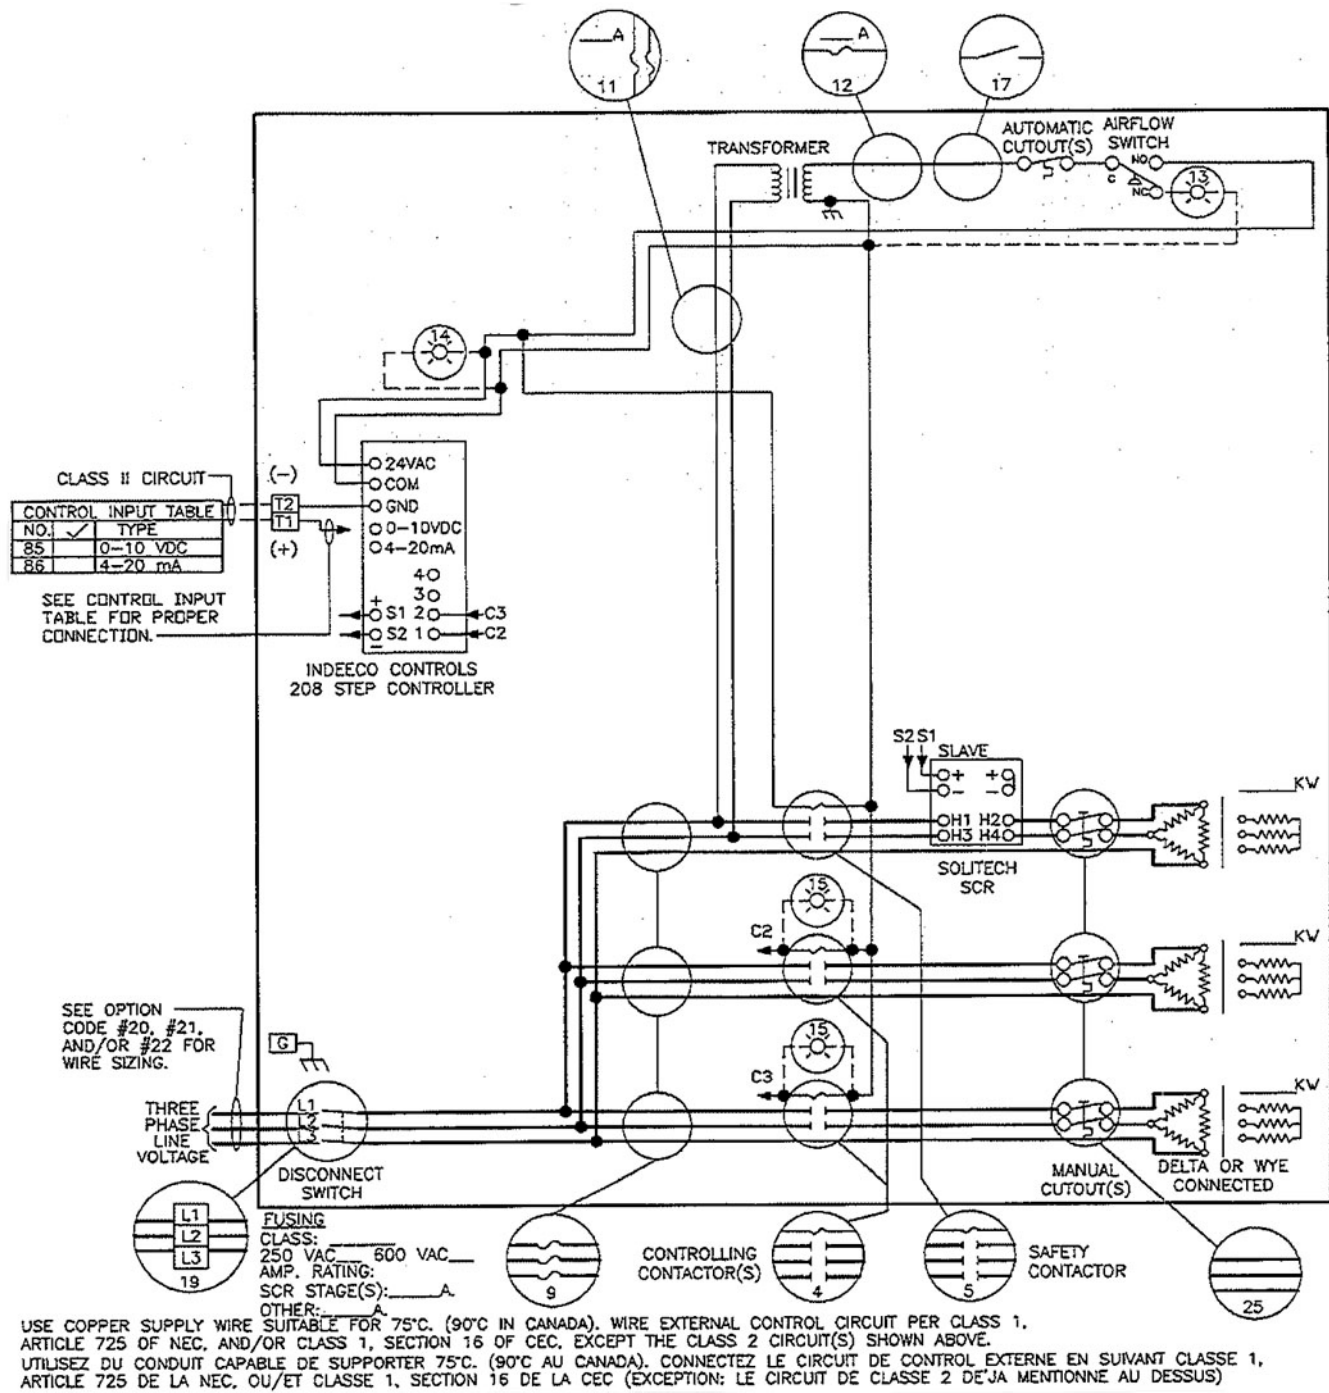 ___A
11
___A
12
17
TRANSFORMER
AUTOMATIC
CUTOUT(S)
AIRFLOW
SWITCH
NO
C
NC
13
14
24VAC
COM
GND
0-10VDC
4-20mA
4
3
+
S1 2
C3
S2 1
C2
-
INDEECO CONTROLS
208 STEP CONTROLLER
CLASS II CIRCUIT
(-)
T2
T1
(+)
CONTROL INPUT TABLE
NO. ✓ TYPE
85 0-10 VDC
86 4-20 mA
SEE CONTROL INPUT
TABLE FOR PROPER
CONNECTION.
S2 S1
SLAVE
+ +
- -
H1 H2
H3 H4
SOLITECH
SCR
KW
15
C2
KW
15
C3
KW
SEE OPTION
CODE #20, #21,
AND/OR #22 FOR
WIRE SIZING.
G
THREE
PHASE
LINE
VOLTAGE
L1
L2
L3
DISCONNECT
SWITCH
MANUAL
CUTOUT(S)
DELTA OR WYE
CONNECTED
L1
L2
L3
19
FUSING
CLASS: ______
250 VAC___ 600 VAC___
AMP. RATING:
SCR STAGE(S):_____A
OTHER:_____A
9
CONTROLLING
CONTACTOR(S)
4
5
SAFETY
CONTACTOR
25
USE COPPER SUPPLY WIRE SUITABLE FOR 75°C. (90°C IN CANADA). WIRE EXTERNAL CONTROL CIRCUIT PER CLASS 1,
ARTICLE 725 OF NEC, AND/OR CLASS 1, SECTION 16 OF CEC, EXCEPT THE CLASS 2 CIRCUIT(S) SHOWN ABOVE.
UTILISEZ DU CONDUIT CAPABLE DE SUPPORTER 75°C. (90°C AU CANADA). CONNECTEZ LE CIRCUIT DE CONTROL EXTERNE EN SUIVANT CLASSE 1,
ARTICLE 725 DE LA NEC, OU/ET CLASSE 1, SECTION 16 DE LA CEC (EXCEPTION: LE CIRCUIT DE CLASSE 2 DE'JA MENTIONNE AU DESSUS)